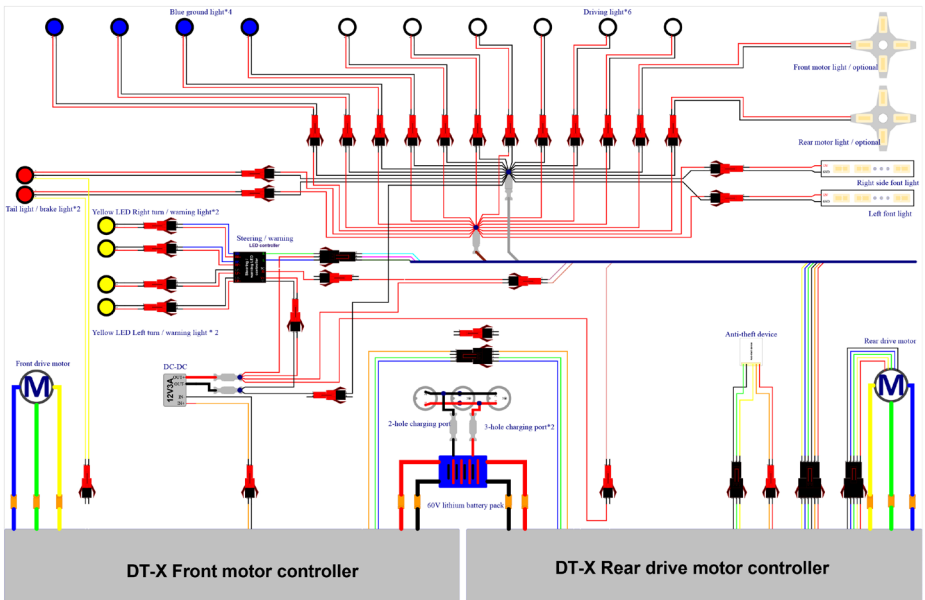 Blue ground light*4
Driving light*6
Front motor light / optional
Rear motor light / optional
Right side font light
Left font light
Tail light / brake light*2
Yellow LED Right turn / warning light*2
Steering / warning
LED controller
Yellow LED Left turn / warning light * 2
Anti-theft device
Rear drive motor
Front drive motor
M
M
DC-DC
12V3A
2-hole charging port
3-hole charging port*2
60V lithium battery pack
DT-X Front motor controller
DT-X Rear drive motor controller